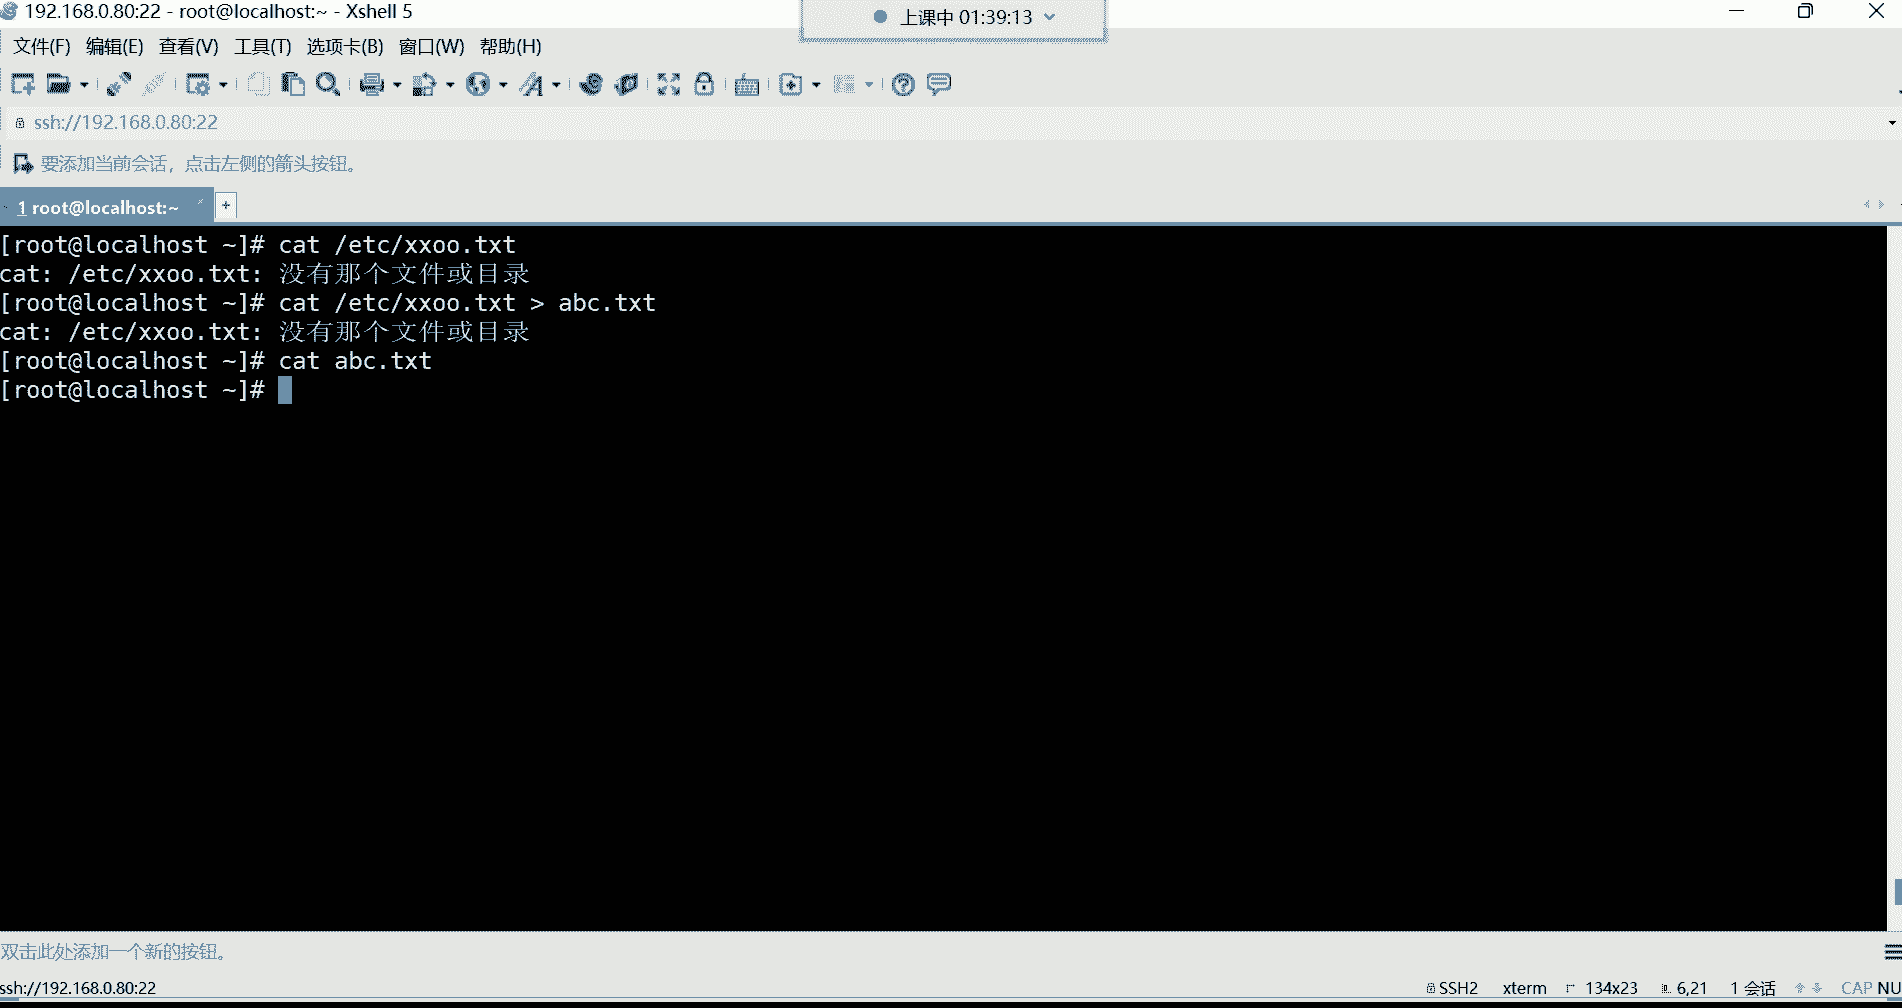 192.168.0.80:22 - root@localhost:~ - Xshell 5
上课中 01:39:13
文件(F) 编辑(E) 查看(V) 工具(T) 选项卡(B) 窗口(W) 帮助(H)
ssh://192.168.0.80:22
要添加当前会话，点击左侧的箭头按钮。
1 root@localhost:~
[root@localhost ~]# cat /etc/xxoo.txt
cat: /etc/xxoo.txt: 没有那个文件或目录
[root@localhost ~]# cat /etc/xxoo.txt > abc.txt
cat: /etc/xxoo.txt: 没有那个文件或目录
[root@localhost ~]# cat abc.txt
[root@localhost ~]#
双击此处添加一个新的按钮。
ssh://192.168.0.80:22 SSH2 xterm 134x23 6,21 1 会话 CAP NU